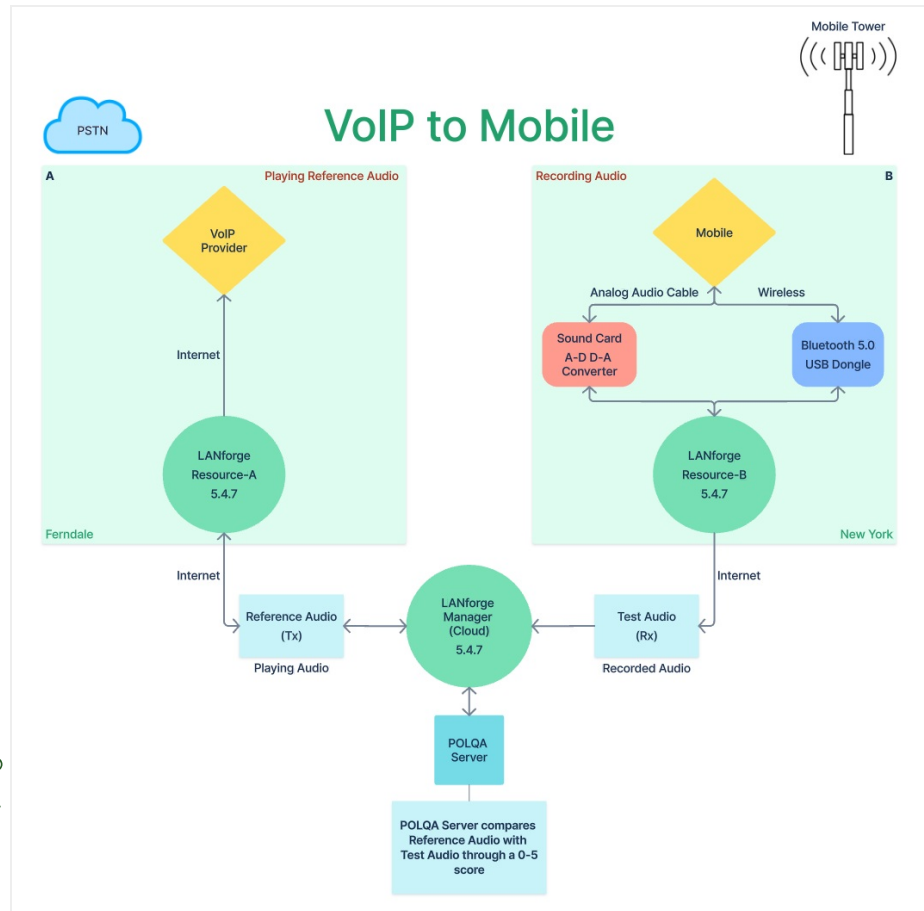 Mobile Tower
PSTN
VoIP to Mobile
A
Playing Reference Audio
Recording Audio
B
VoIP
Provider
Mobile
Analog Audio Cable
Wireless
Internet
Sound Card
A-D D-A
Converter
Bluetooth 5.0
USB Dongle
LANforge
Resource-A
5.4.7
LANforge
Resource-B
5.4.7
Ferndale
New York
Internet
Internet
Reference Audio
(Tx)
Playing Audio
LANforge
Manager
(Cloud)
5.4.7
Test Audio
(Rx)
Recorded Audio
POLQA
Server
POLQA Server compares
Reference Audio with
Test Audio through a 0-5
score